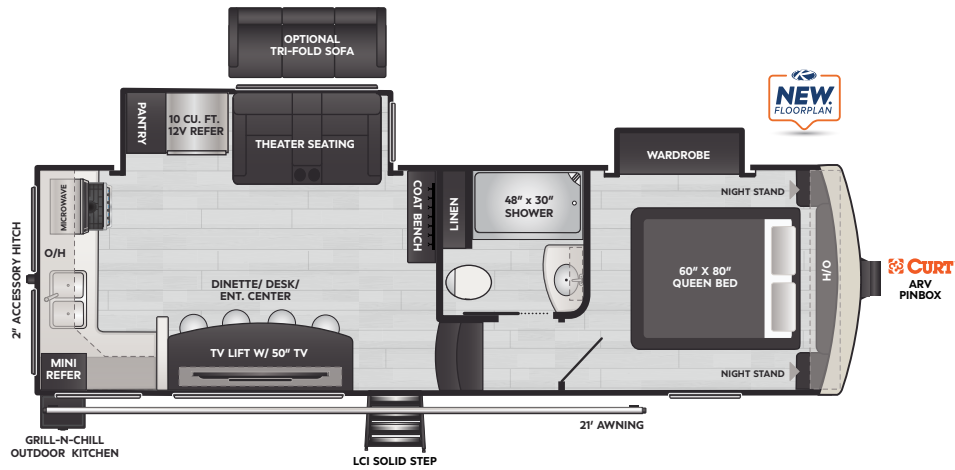 OPTIONAL
TRI-FOLD SOFA
PANTRY
10 CU. FT.
12V REFER
THEATER SEATING
K
NEW.
FLOORPLAN
WARDROBE
MICROWAVE
COAT BENCH
LINEN
48" x 30"
SHOWER
NIGHT STAND
O/H
2" ACCESSORY HITCH
DINETTE/ DESK/
ENT. CENTER
60" X 80"
QUEEN BED
O/H
CURT
ARV
PINBOX
TV LIFT W/ 50" TV
MINI
REFER
NIGHT STAND
21' AWNING
GRILL-N-CHILL
OUTDOOR KITCHEN
LCI SOLID STEP